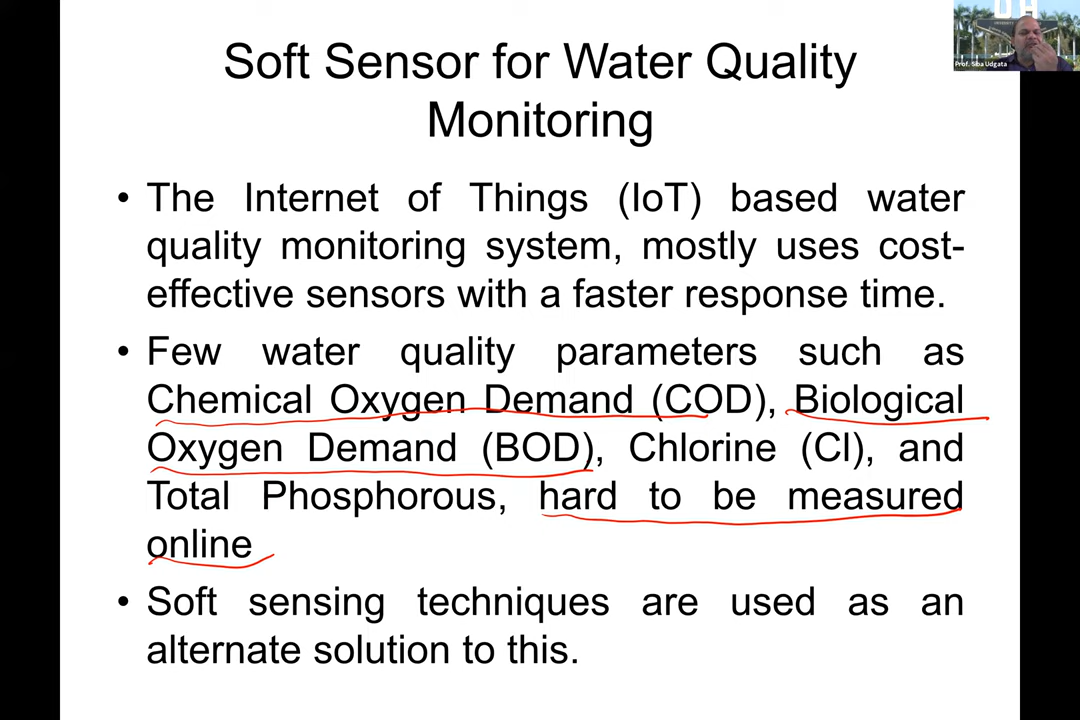 Prof. Siba Udgata
Soft Sensor for Water Quality
Monitoring
• The Internet of Things (IoT) based water
quality monitoring system, mostly uses cost-
effective sensors with a faster response time.
• Few water quality parameters such as
Chemical Oxygen Demand (COD), Biological
Oxygen Demand (BOD), Chlorine (Cl), and
Total Phosphorous, hard to be measured
online
• Soft sensing techniques are used as an
alternate solution to this.